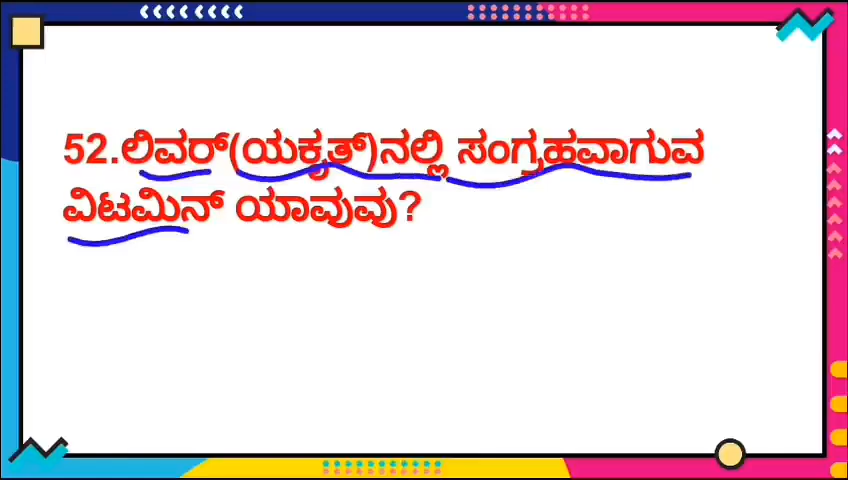 52.ಲಿವರ್(ಯಕೃತ್)ನಲ್ಲಿ ಸಂಗ್ರಹವಾಗುವ
ವಿಟಮಿನ್ ಯಾವುವು?